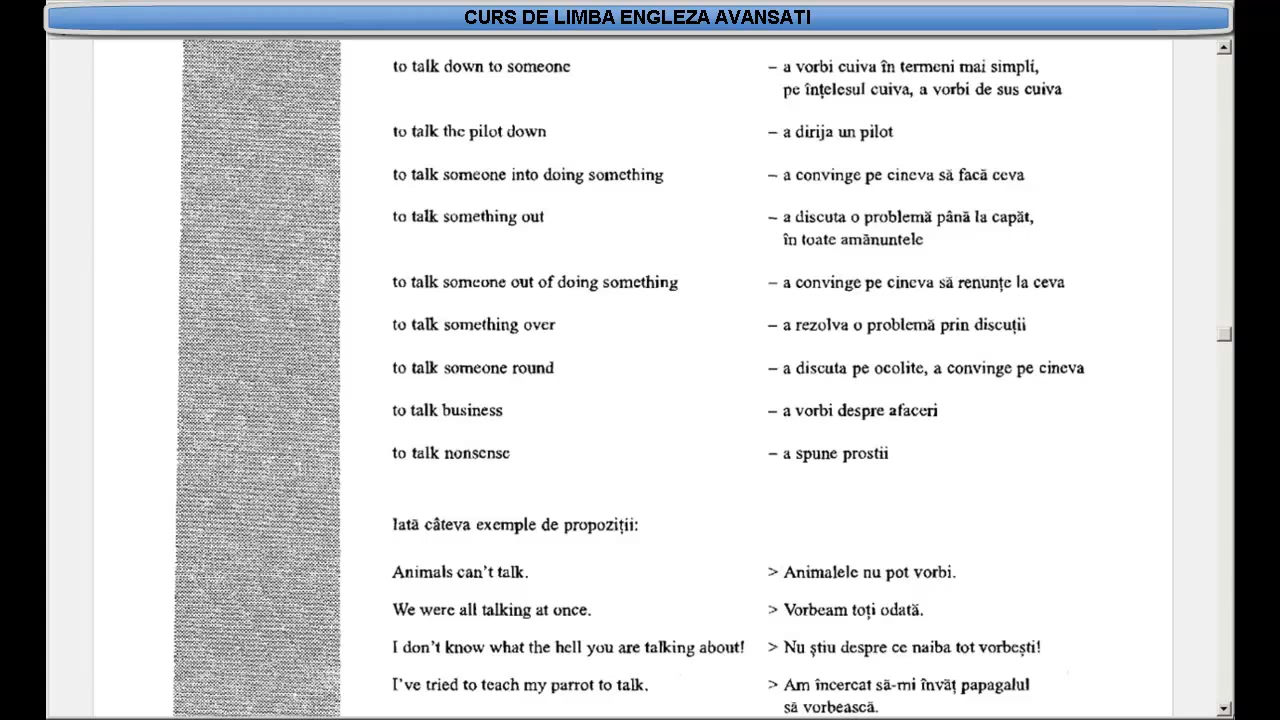 CURS DE LIMBA ENGLEZA AVANSATI
to talk down to someone – a vorbi cuiva în termeni mai simpli,
pe înțelesul cuiva, a vorbi de sus cuiva
to talk the pilot down – a dirija un pilot
to talk someone into doing something – a convinge pe cineva să facă ceva
to talk something out – a discuta o problemă până la capăt,
în toate amănuntele
to talk someone out of doing something – a convinge pe cineva să renunțe la ceva
to talk something over – a rezolva o problemă prin discuții
to talk someone round – a discuta pe ocolite, a convinge pe cineva
to talk business – a vorbi despre afaceri
to talk nonsense – a spune prostii
Iată câteva exemple de propoziții:
Animals can't talk. > Animalele nu pot vorbi.
We were all talking at once. > Vorbeam toți odată.
I don't know what the hell you are talking about! > Nu știu despre ce naiba tot vorbești!
I've tried to teach my parrot to talk. > Am încercat să-mi învăț papagalul
să vorbească.